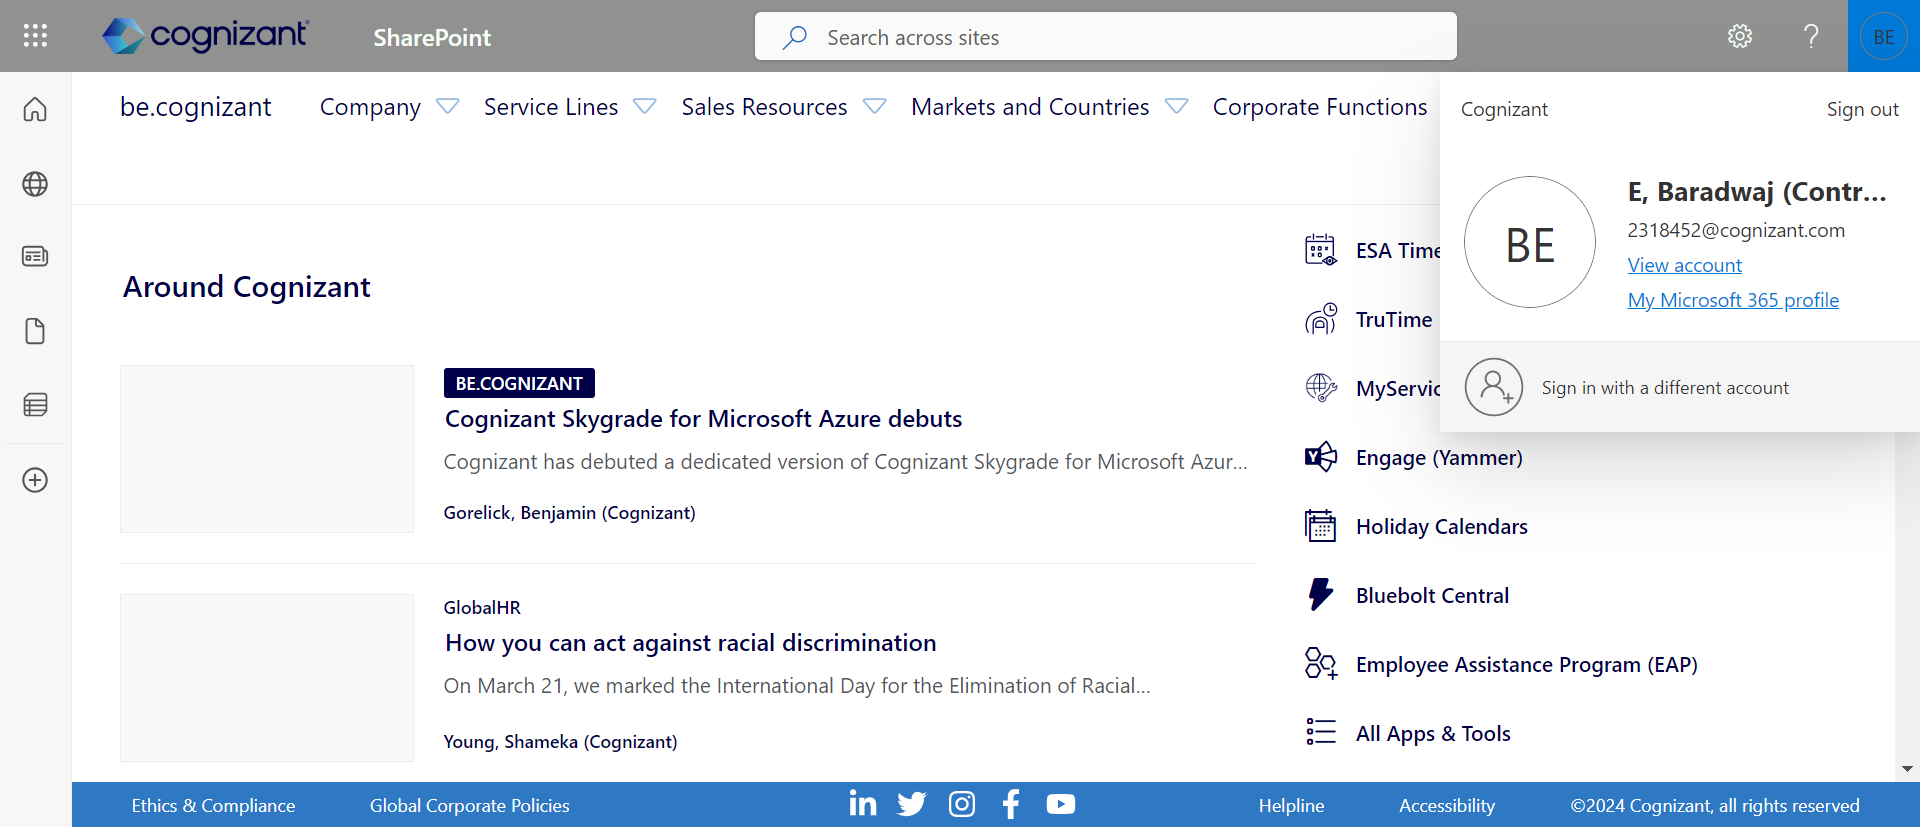 cognizant
SharePoint
Search across sites
BE
be.cognizant
Company
Service Lines
Sales Resources
Markets and Countries
Corporate Functions
Cognizant
Sign out
BE
E, Baradwaj (Contr...
2318452@cognizant.com
View account
My Microsoft 365 profile
Sign in with a different account
Around Cognizant
BE.COGNIZANT
Cognizant Skygrade for Microsoft Azure debuts
Cognizant has debuted a dedicated version of Cognizant Skygrade for Microsoft Azur...
Gorelick, Benjamin (Cognizant)
GlobalHR
How you can act against racial discrimination
On March 21, we marked the International Day for the Elimination of Racial...
Young, Shameka (Cognizant)
ESA Time
TruTime
MyServic
Engage (Yammer)
Holiday Calendars
Bluebolt Central
Employee Assistance Program (EAP)
All Apps & Tools
Ethics & Compliance
Global Corporate Policies
Helpline
Accessibility
©2024 Cognizant, all rights reserved